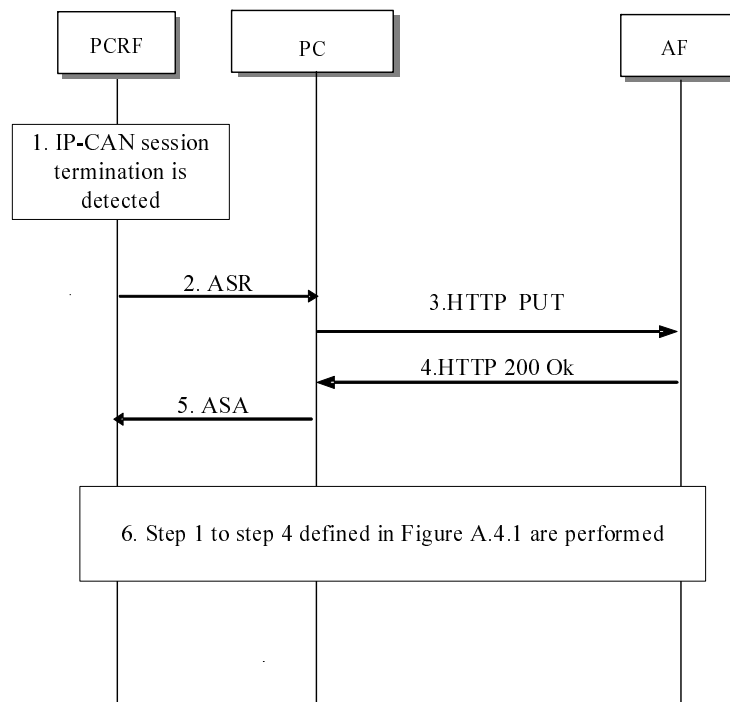 PCRF
PC
AF
1. IP-CAN session
termination is
detected
2. ASR
3.HTTP PUT
4.HTTP 200 Ok
5. ASA
6. Step 1 to step 4 defined in Figure A.4.1 are performed